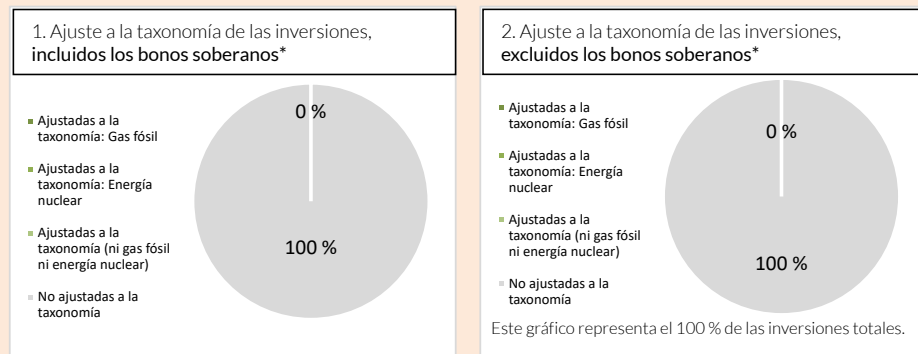 1. Ajuste a la taxonomía de las inversiones,
incluidos los bonos soberanos*
Ajustadas a la
taxonomía: Gas fósil
Ajustadas a la
taxonomía: Energía
nuclear
Ajustadas a la
taxonomía (ni gas fósil
ni energía nuclear)
No ajustadas a la
taxonomía
0 %
100 %
2. Ajuste a la taxonomía de las inversiones,
excluidos los bonos soberanos*
Ajustadas a la
taxonomía: Gas fósil
Ajustadas a la
taxonomía: Energía
nuclear
Ajustadas a la
taxonomía (ni gas fósil
ni energía nuclear)
No ajustadas a la
taxonomía
0 %
100 %
Este gráfico representa el 100 % de las inversiones totales.